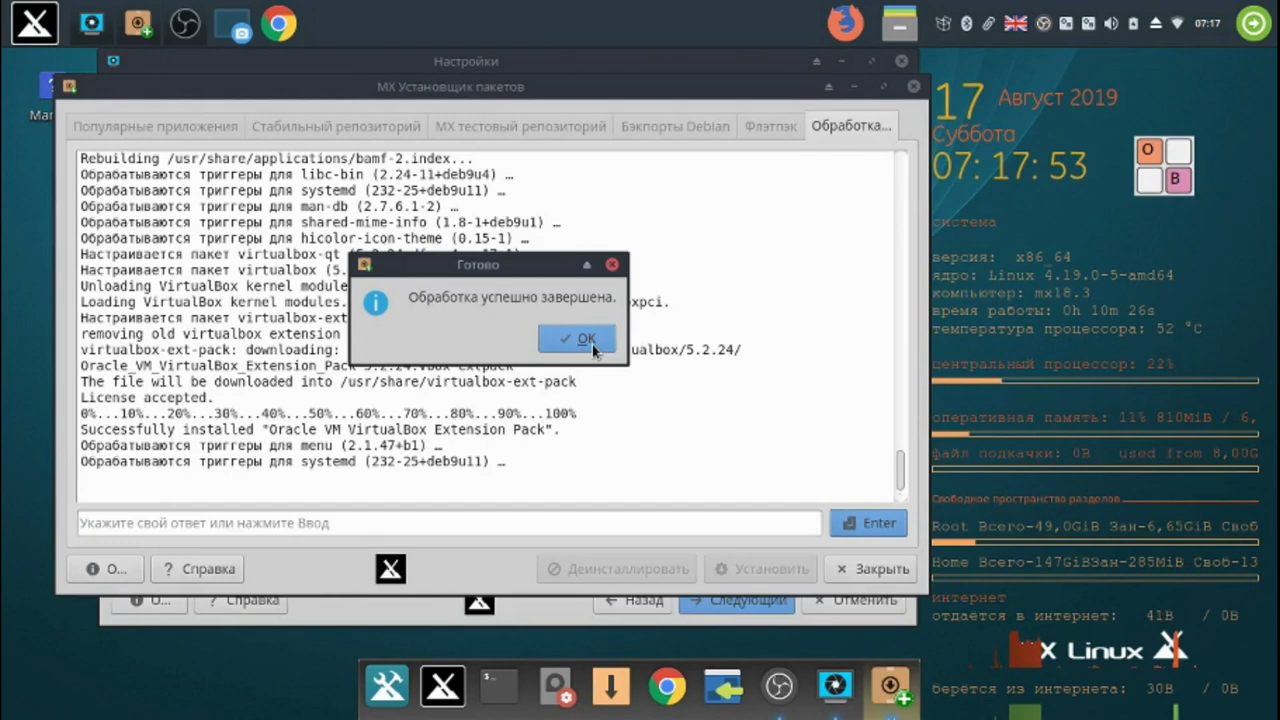 07:17
Настройки
MX Установщик пакетов
Популярные приложения
Стабильный репозиторий
MX тестовый репозиторий
Бэкпорты Debian
Флэтпэк
Обработка...
Rebuilding /usr/share/applications/bamf-2.index...
Обрабатываются триггеры для libc-bin (2.24-11+deb9u4) …
Обрабатываются триггеры для systemd (232-25+deb9u11) …
Обрабатываются триггеры для man-db (2.7.6.1-2) …
Обрабатываются триггеры для shared-mime-info (1.8-1+deb9u1) …
Обрабатываются триггеры для hicolor-icon-theme (0.15-1) …
Настраивается пакет virtualbox-qt
Настраивается пакет virtualbox (5.
Unloading VirtualBox kernel
Loading VirtualBox kernel modules. xpci.
Настраивается пакет virtualbox-ext
removing old virtualbox extension
virtualbox-ext-pack: downloading: ualbox/5.2.24/
Oracle_VM_VirtualBox_Extension_Pack-5.2.24.vbox-extpack
The file will be downloaded into /usr/share/virtualbox-ext-pack
License accepted.
0%...10%...20%...30%...40%...50%...60%...70%...80%...90%...100%
Successfully installed "Oracle VM VirtualBox Extension Pack".
Обрабатываются триггеры для menu (2.1.47+b1) …
Обрабатываются триггеры для systemd (232-25+deb9u11) …
Готово
Обработка успешно завершена.
OK
Укажите свой ответ или нажмите Ввод
Enter
О...
Справка
Деинсталлировать
Установить
Закрыть
О...
Справка
Назад
Следующий
Отменить
17 Август 2019
Суббота
07: 17: 53
О
В
система
версия: x86_64
ядро: Linux 4.19.0-5-amd64
компьютер: mx18.3
время работы: 0h 10m 26s
температура процессора: 52 °C
центральный процессор: 22%
оперативная память: 11% 810MiB / 6,
файл подкачки: 0B used from 8,00G
Свободное пространство разделов
Root Всего-49,0GiB Зан-6,65GiB Своб
Home Всего-147GiBЗан-285MiB Своб-13
интернет
отдаётся в интернет: 41B / 0B
X Linux
берётся из интернета: 30B / 0B